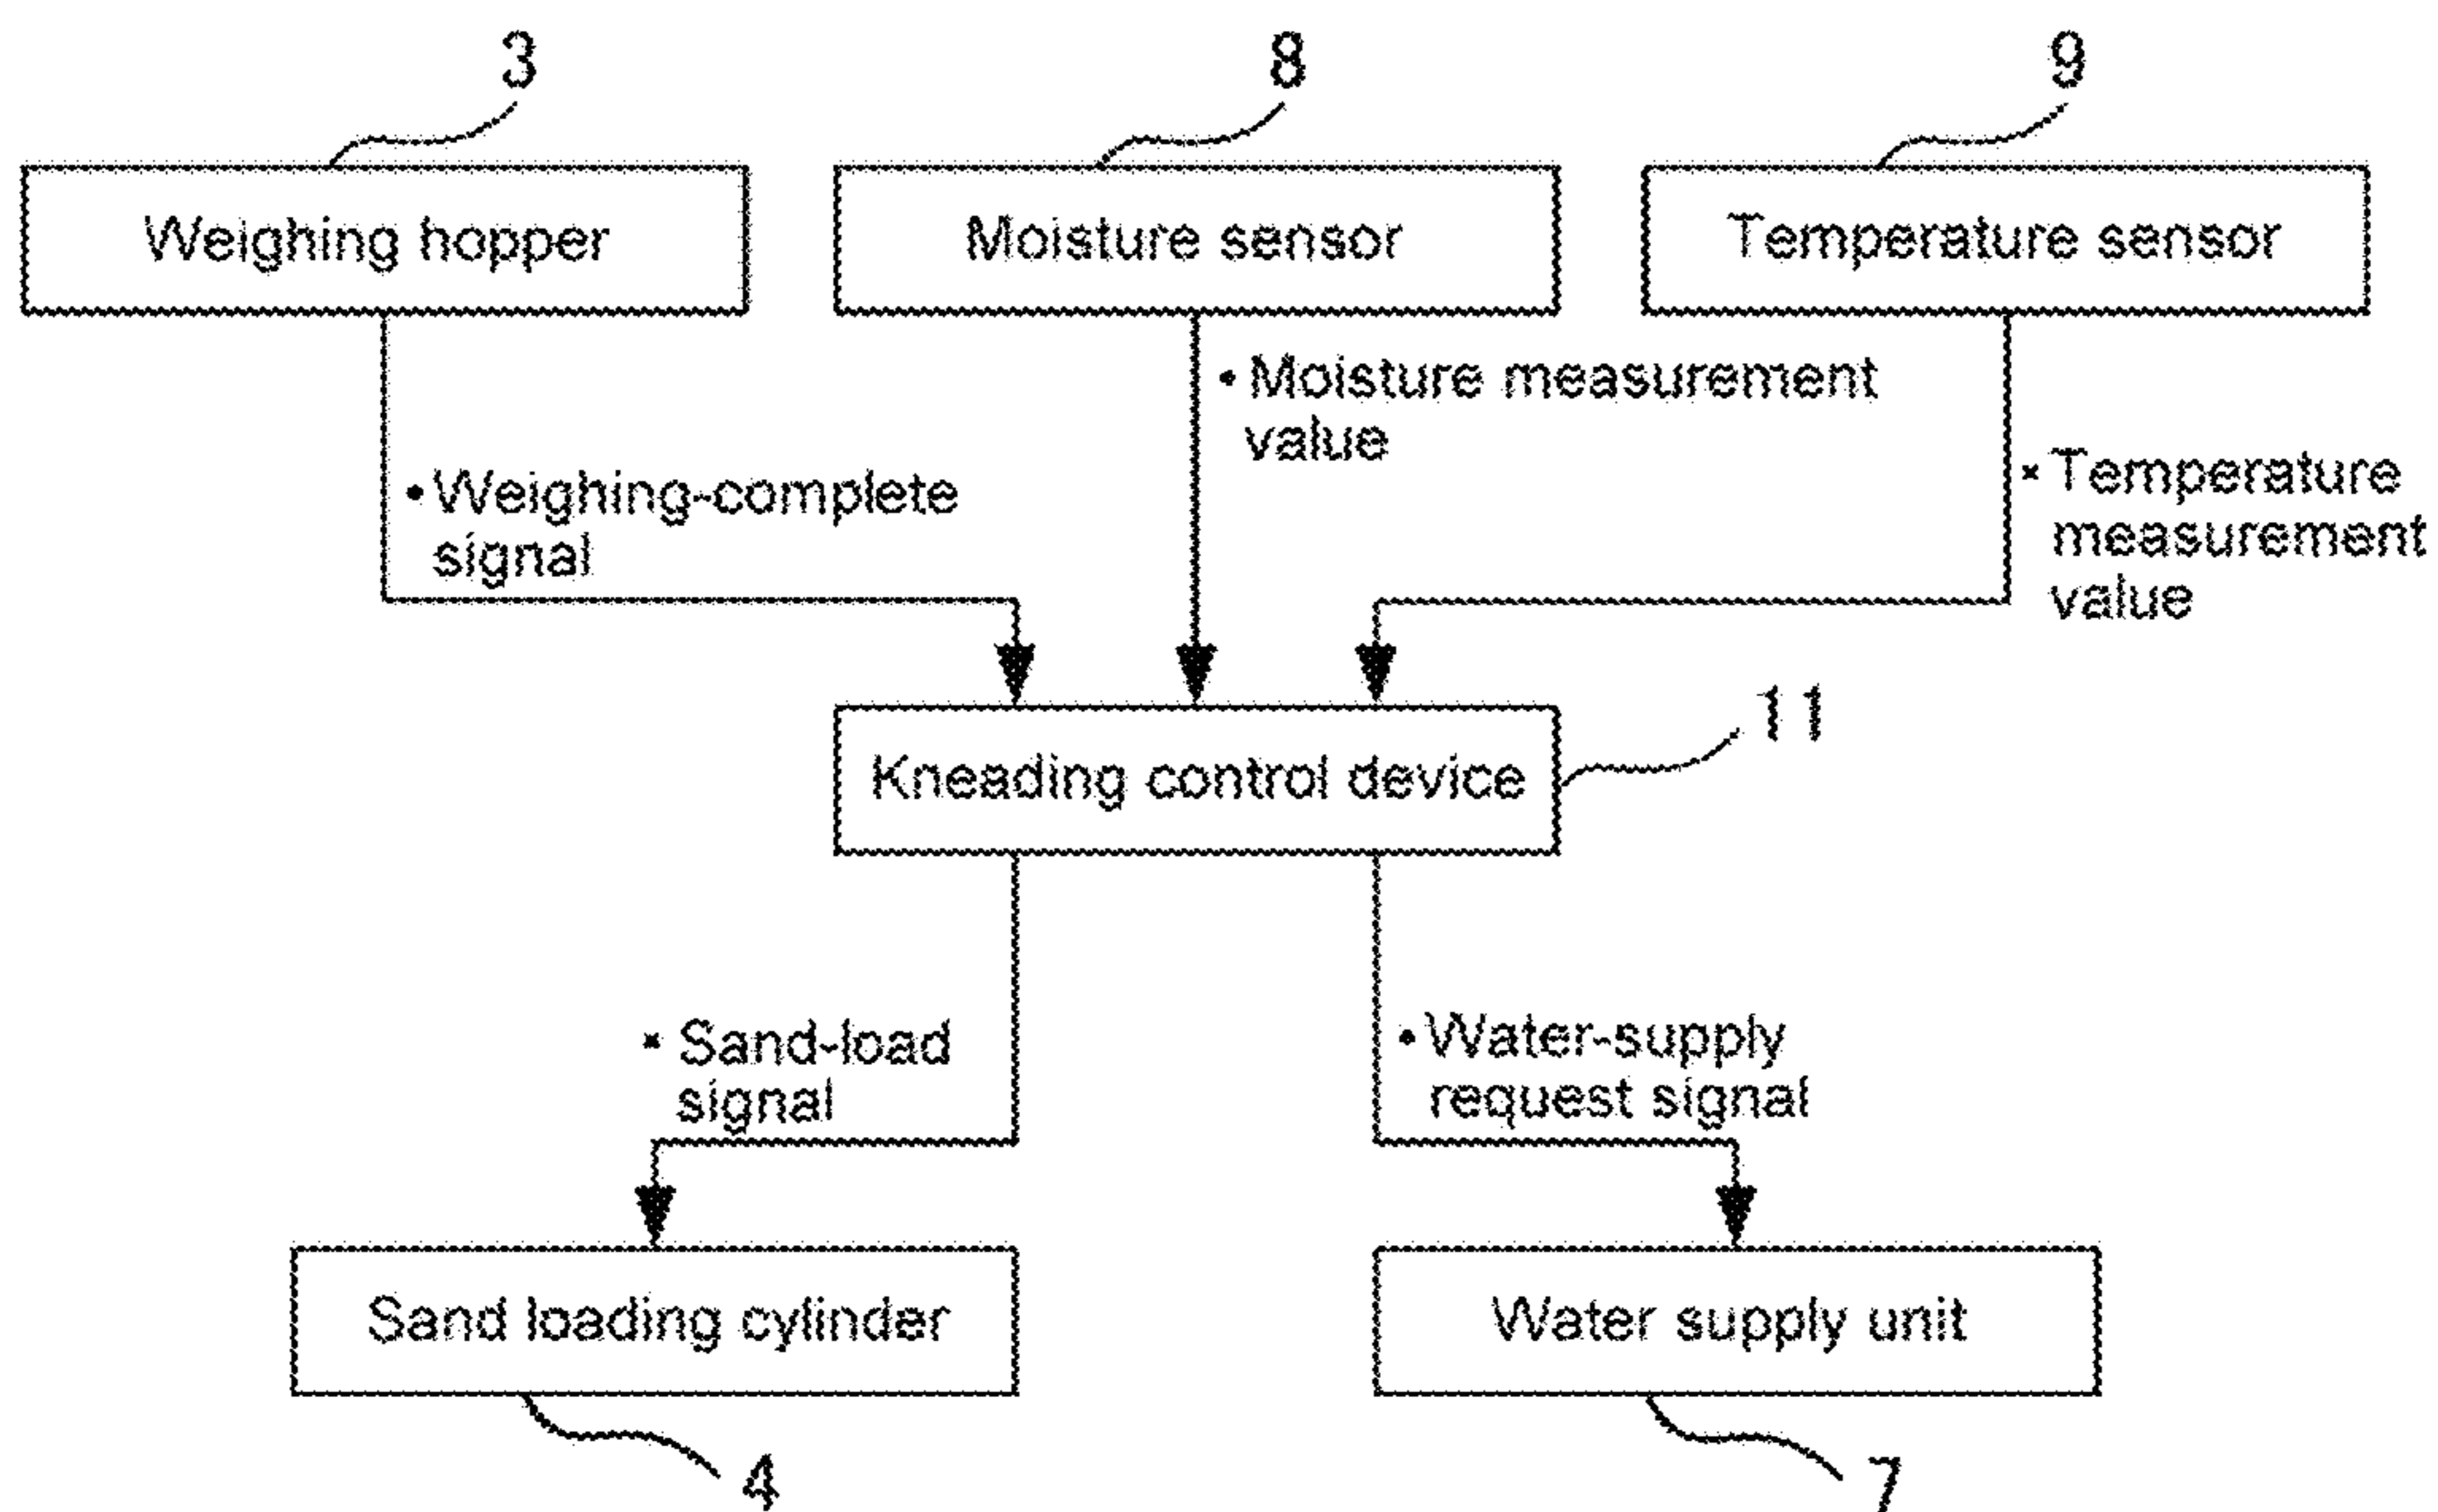 3
8
9
Weighing hopper
Moisture sensor
Temperature sensor
• Moisture measurement
value
• Weighing-complete
signal
• Temperature
measurement
value
11
Kneading control device
• Sand-load
signal
• Water-supply
request signal
Sand loading cylinder
Water supply unit
4
7